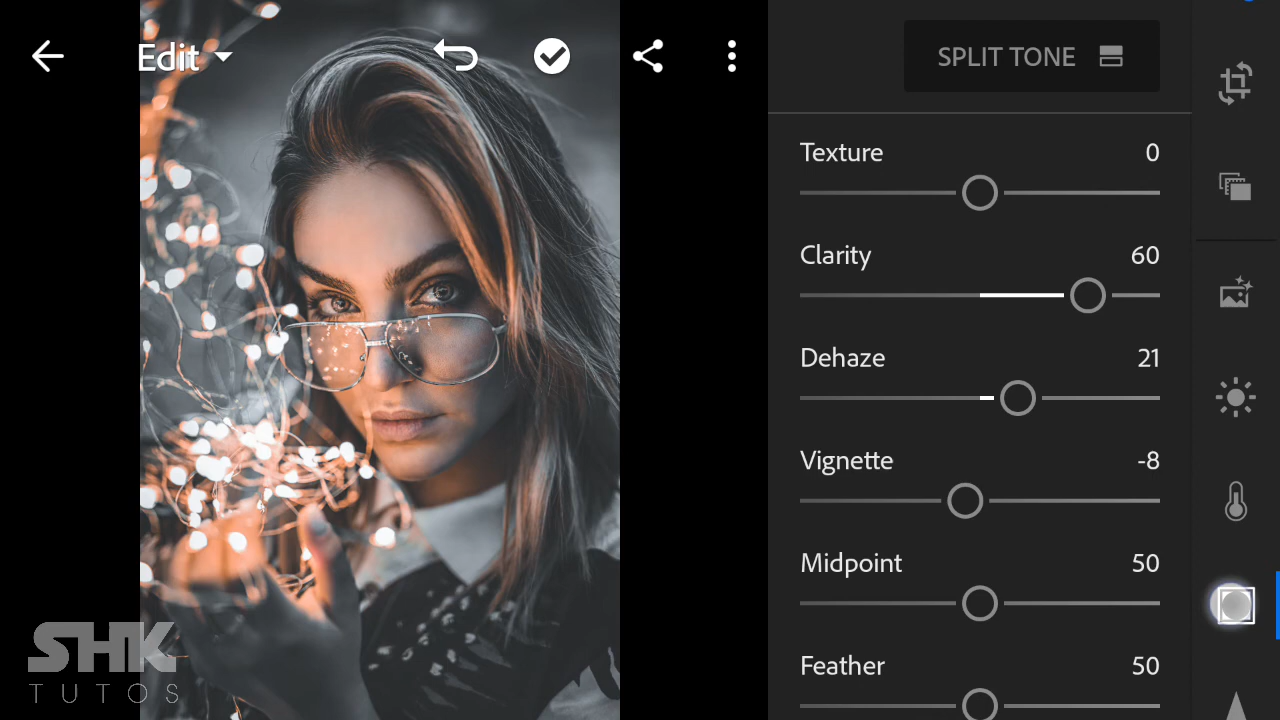 Edit
SPLIT TONE
Texture 0
Clarity 60
Dehaze 21
Vignette -8
Midpoint 50
Feather 50
SHK
TUTOS